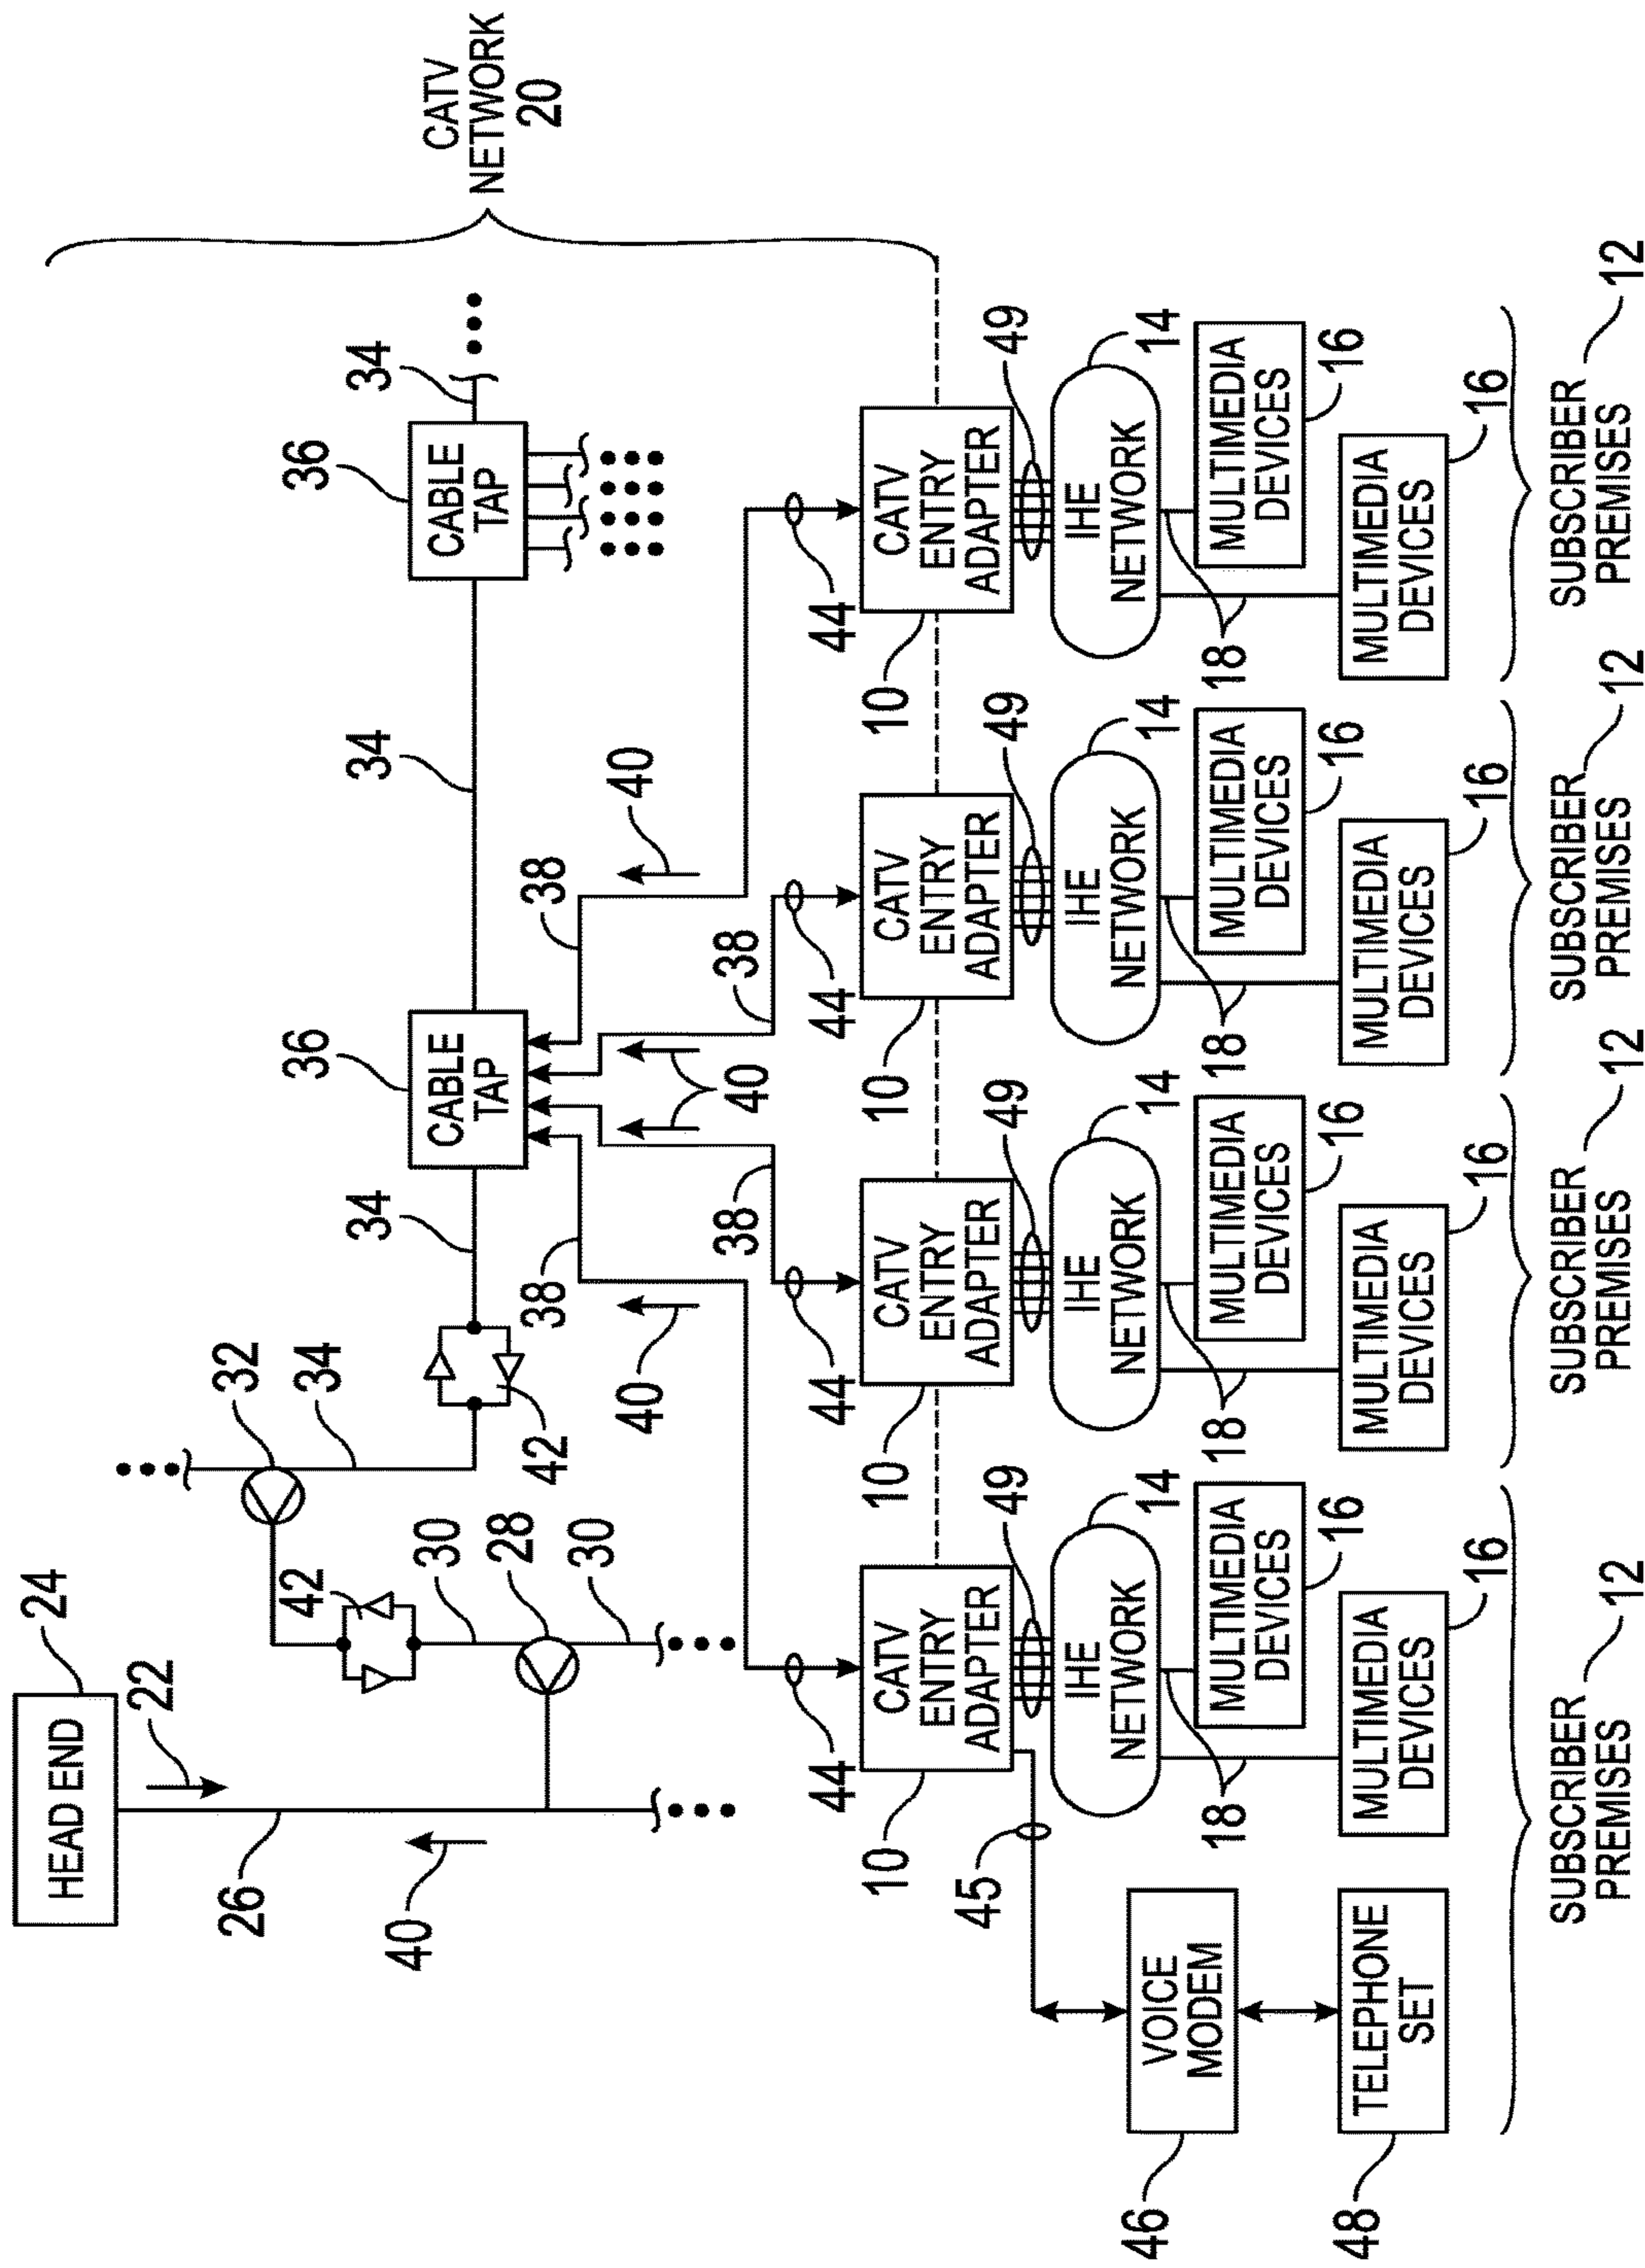 CATV
NETWORK
20
HEAD END
24
22
26
40
42
30
28
30
32
34
42
34
36
CABLE
TAP
34
36
CABLE
TAP
34
38
40
38
40
38
38
40
44
44
44
44
10
CATV
ENTRY
ADAPTER
10
CATV
ENTRY
ADAPTER
10
CATV
ENTRY
ADAPTER
10
CATV
ENTRY
ADAPTER
45
49
49
49
49
IHE
NETWORK
14
IHE
NETWORK
14
IHE
NETWORK
14
IHE
NETWORK
14
46
VOICE
MODEM
18
MULTIMEDIA
DEVICES
16
18
MULTIMEDIA
DEVICES
16
18
MULTIMEDIA
DEVICES
16
18
MULTIMEDIA
DEVICES
16
48
TELEPHONE
SET
MULTIMEDIA
DEVICES
16
MULTIMEDIA
DEVICES
16
MULTIMEDIA
DEVICES
16
MULTIMEDIA
DEVICES
16
SUBSCRIBER
PREMISES
12
SUBSCRIBER
PREMISES
12
SUBSCRIBER
PREMISES
12
SUBSCRIBER
PREMISES
12